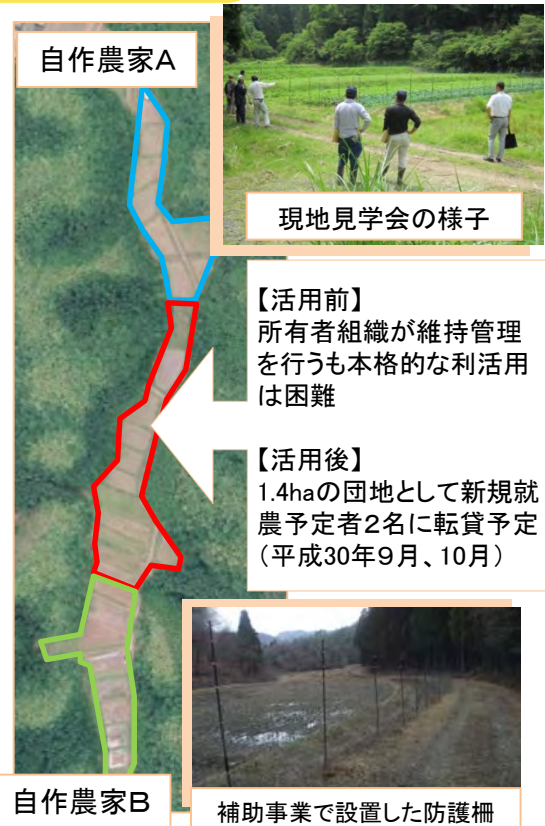 自作農家A
現地見学会の様子
【活用前】
所有者組織が維持管理
を行うも本格的な利活用
は困難
【活用後】
1.4haの団地として新規就
農予定者２名に転貸予定
（平成30年９月、10月）
自作農家B
補助事業で設置した防護柵